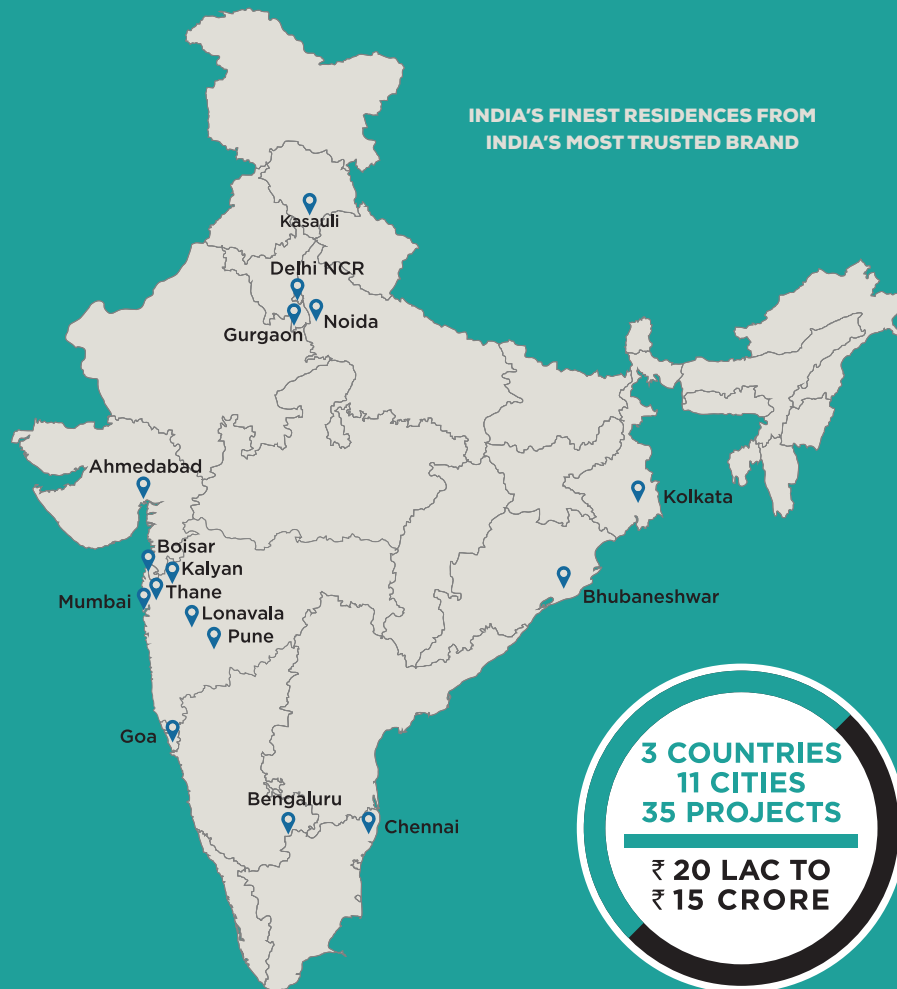 INDIA'S FINEST RESIDENCES FROM
INDIA'S MOST TRUSTED BRAND
Kasauli
Delhi NCR
Noida
Gurgaon
Ahmedabad
Kolkata
Boisar
Kalyan
Thane
Mumbai
Lonavala
Pune
Bhubaneshwar
Goa
Bengaluru
Chennai
3 COUNTRIES
11 CITIES
35 PROJECTS
₹ 20 LAC TO
₹ 15 CRORE